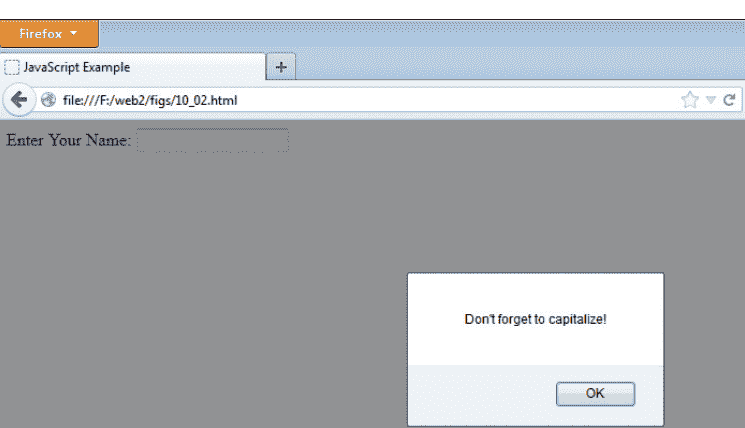 Firefox
JavaScript Example
file:///F:/web2/figs/10_02.html
Enter Your Name:
Don't forget to capitalize!
OK